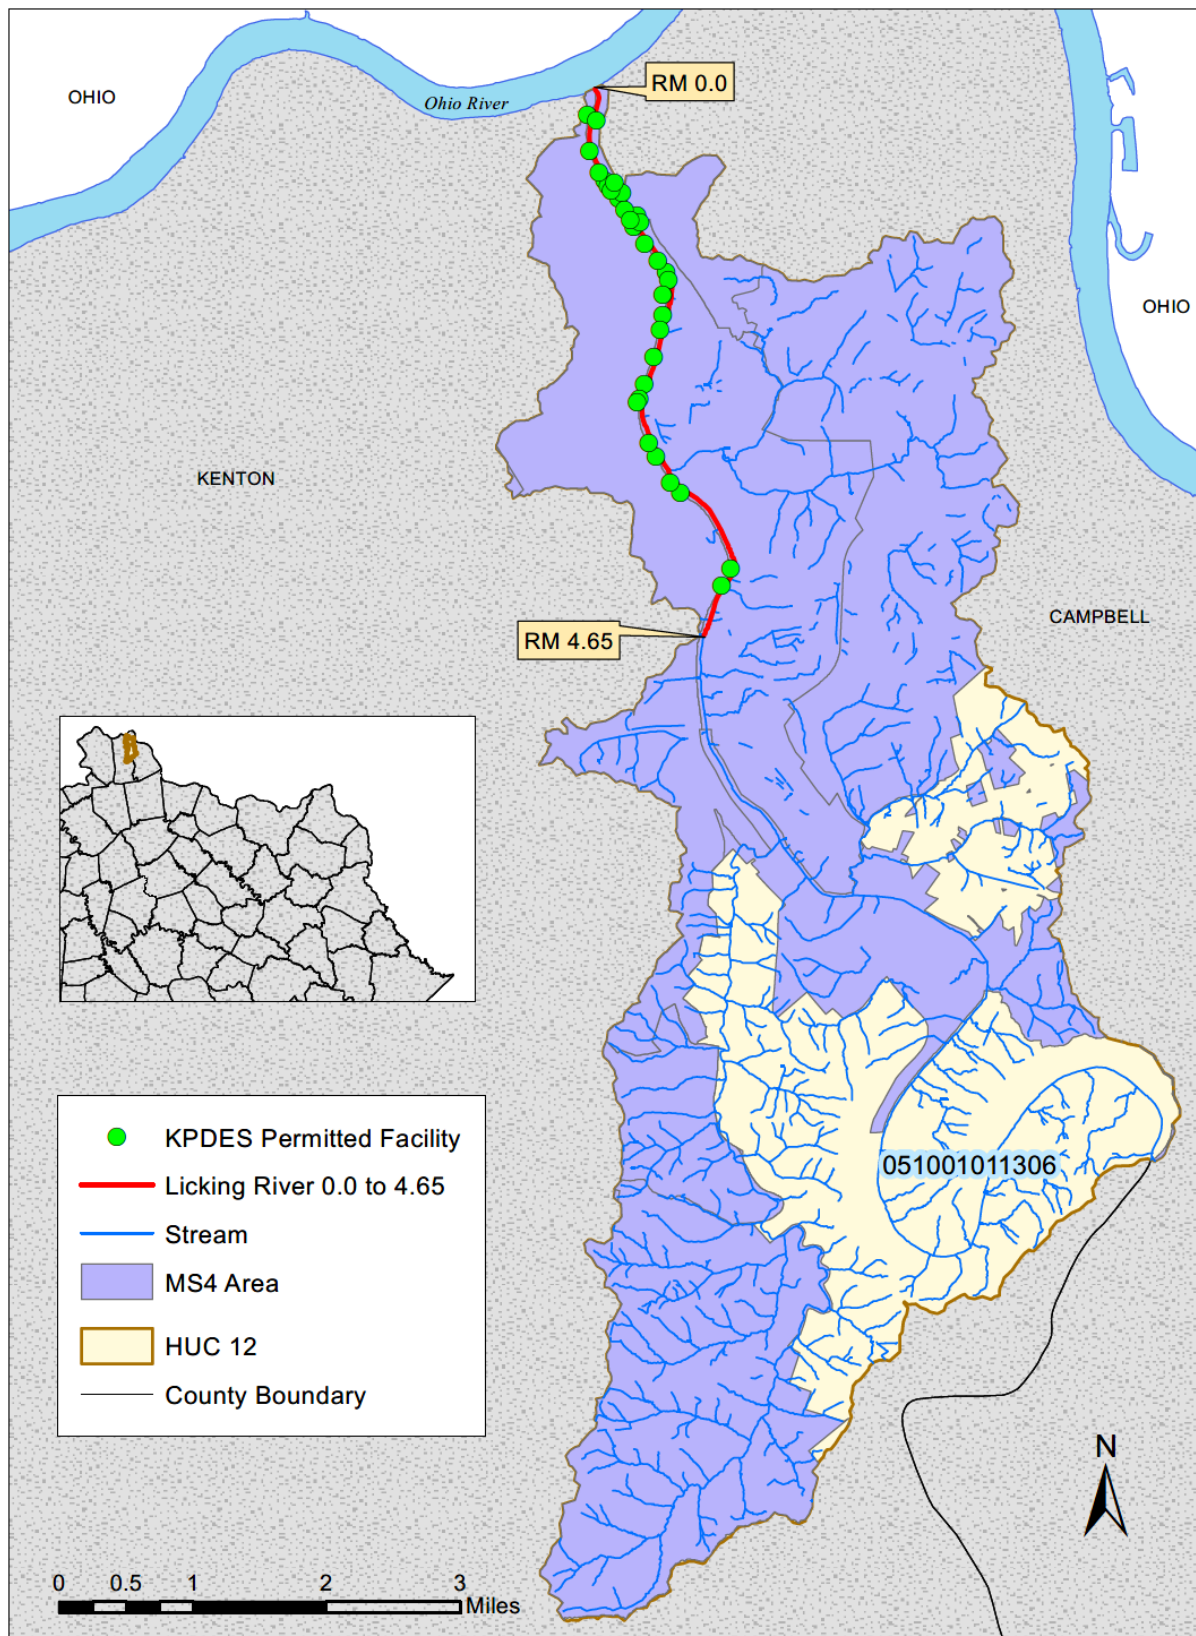 RM 0.0
OHIO
Ohio River
OHIO
KENTON
CAMPBELL
RM 4.65
KPDES Permitted Facility
Licking River 0.0 to 4.65
Stream
MS4 Area
HUC 12
County Boundary
051001011306
N
0 0.5 1 2 3
Miles